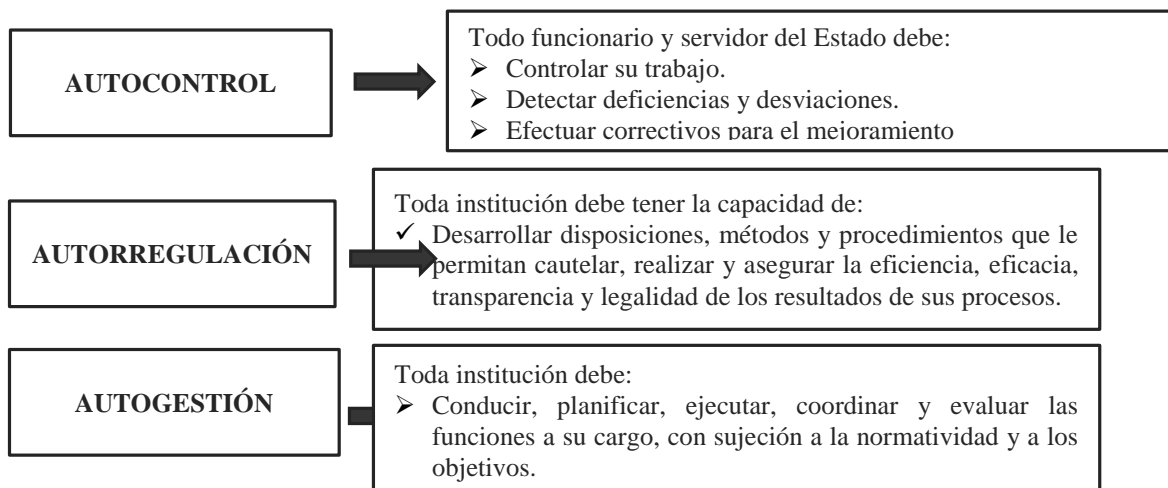 AUTOCONTROL
Todo funcionario y servidor del Estado debe:
➢ Controlar su trabajo.
➢ Detectar deficiencias y desviaciones.
➢ Efectuar correctivos para el mejoramiento
AUTORREGULACIÓN
Toda institución debe tener la capacidad de:
✓ Desarrollar disposiciones, métodos y procedimientos que le
permitan cautelar, realizar y asegurar la eficiencia, eficacia,
transparencia y legalidad de los resultados de sus procesos.
AUTOGESTIÓN
Toda institución debe:
➢ Conducir, planificar, ejecutar, coordinar y evaluar las
funciones a su cargo, con sujeción a la normatividad y a los
objetivos.